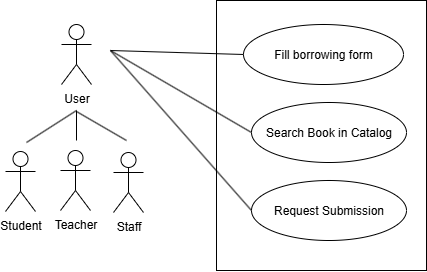 Fill borrowing form
User
Search Book in Catalog
Student
Teacher
Staff
Request Submission